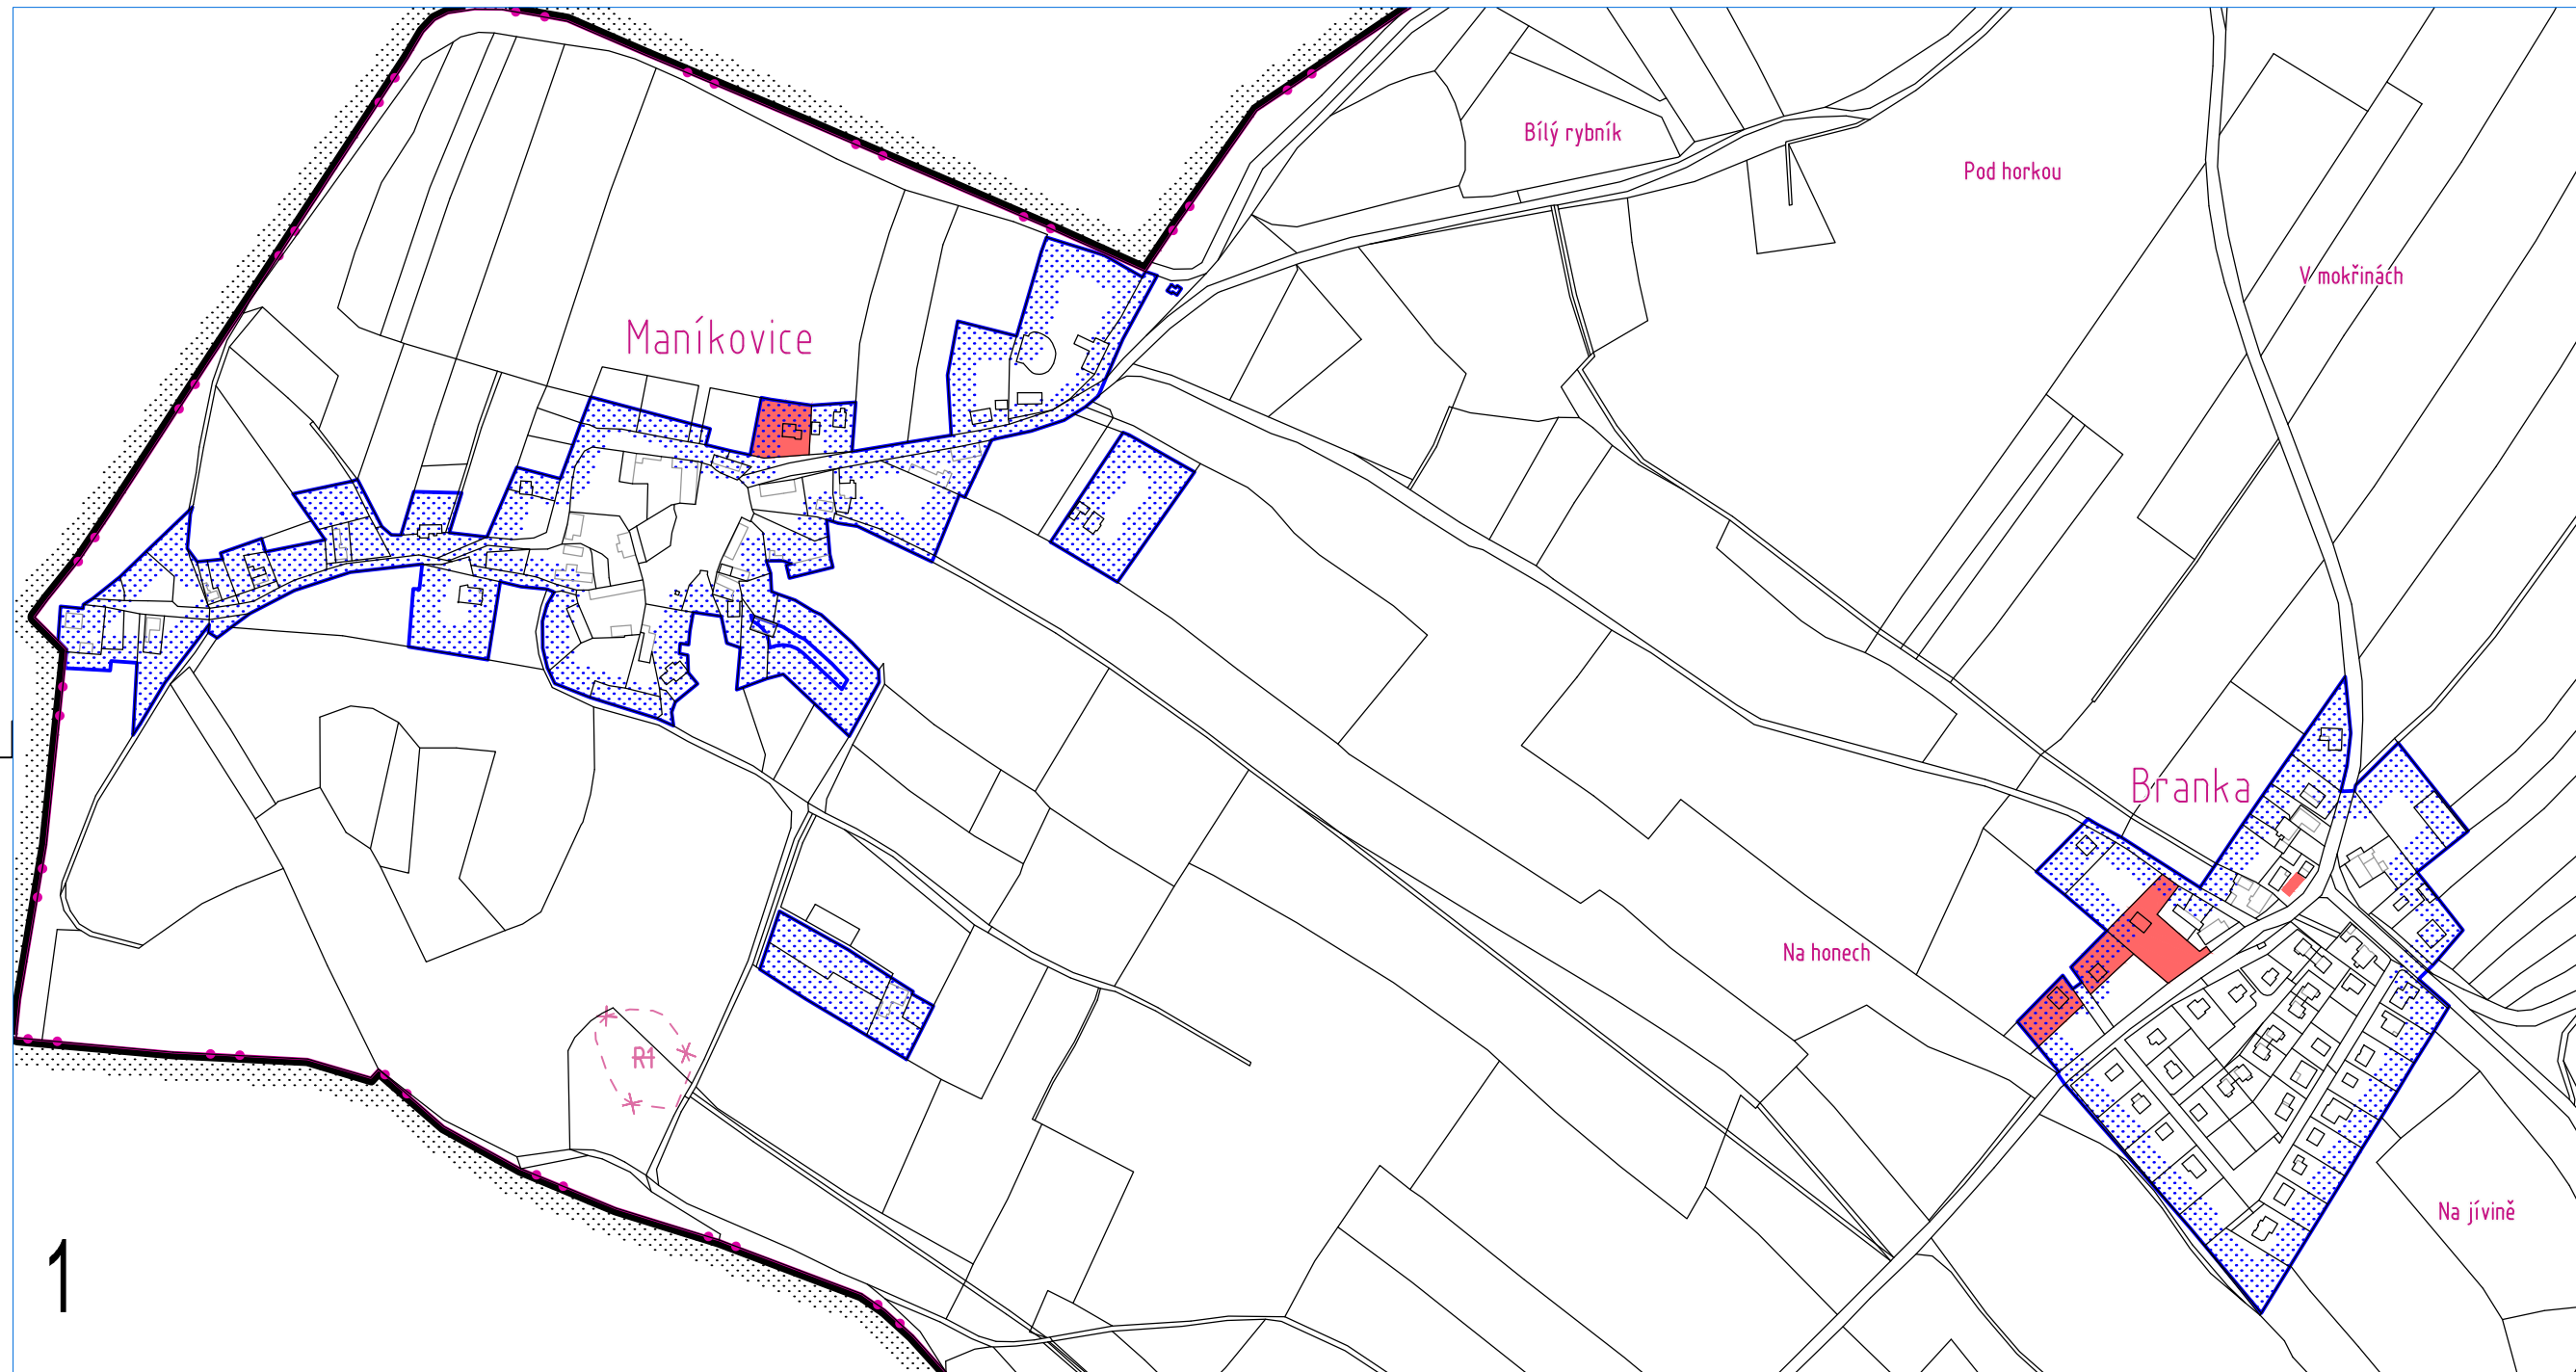 Bílý rybník
Pod horkou
V mokřinách
Maníkovice
Branka
Na honech
R1
Na jívině
1